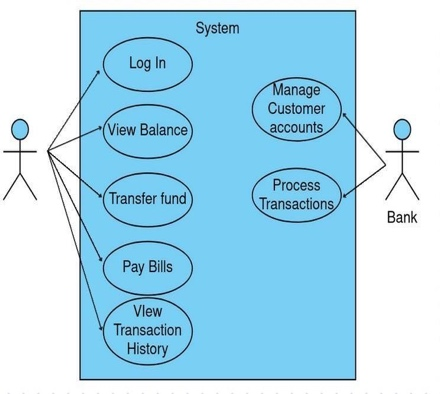 System
Log In
View Balance
Transfer fund
Pay Bills
VIew
Transaction
History
Manage
Customer
accounts
Process
Transactions
Bank